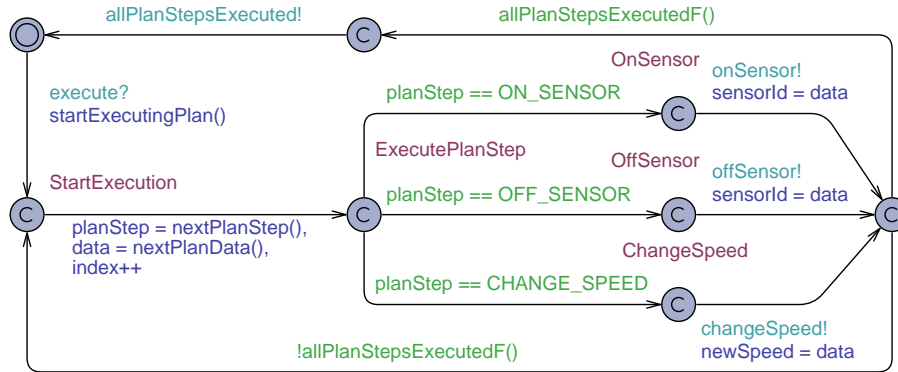 allPlanStepsExecuted!
allPlanStepsExecutedF()
OnSensor
onSensor!
sensorId = data
execute?
startExecutingPlan()
planStep == ON_SENSOR
C
C
ExecutePlanStep
OffSensor
offSensor!
sensorId = data
StartExecution
planStep == OFF_SENSOR
C
C
C
C
planStep = nextPlanStep(),
data = nextPlanData(),
index++
ChangeSpeed
planStep == CHANGE_SPEED
C
changeSpeed!
newSpeed = data
!allPlanStepsExecutedF()